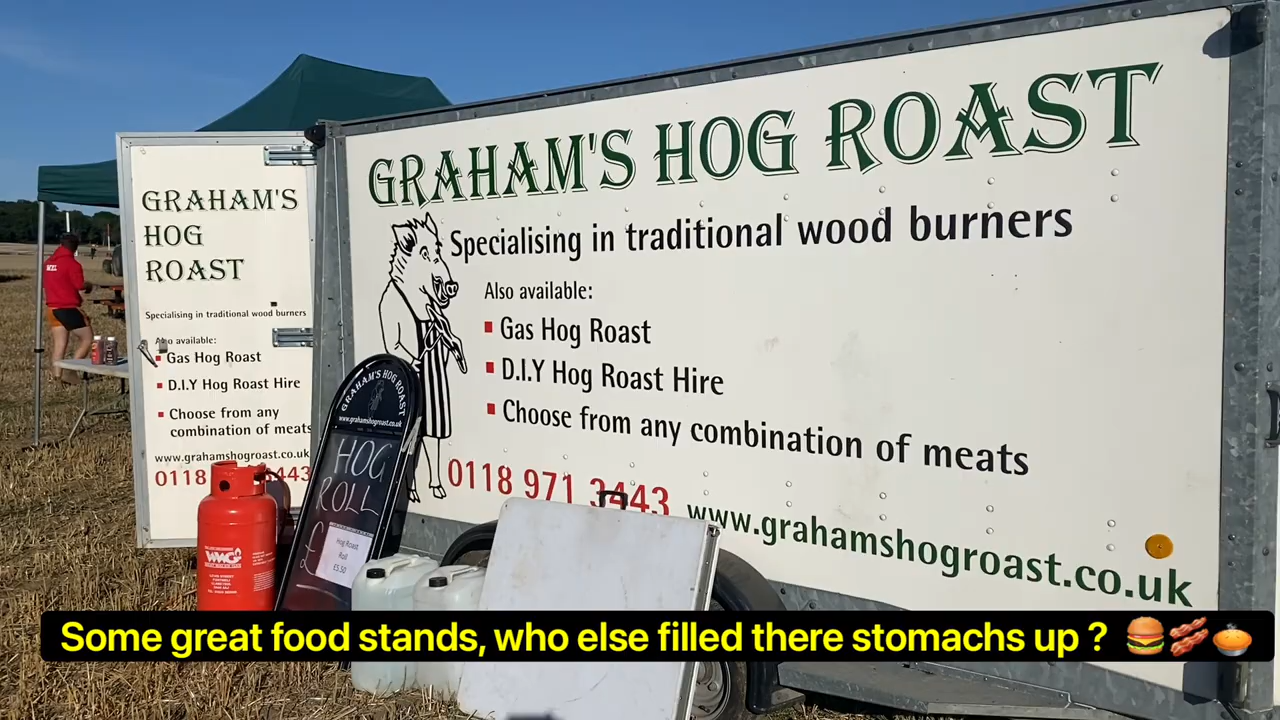 GRAHAM'S HOG ROAST
Specialising in traditional wood burners
Also available:
Gas Hog Roast
D.I.Y Hog Roast Hire
Choose from any combination of meats
0118 971 3443
www.grahamshogroast.co.uk
GRAHAM'S
HOG
ROAST
Specialising in traditional wood burners
Also available:
Gas Hog Roast
D.I.Y Hog Roast Hire
Choose from any
combination of meats
www.grahamshogroast.co.uk
0118 443
GRAHAM'S HOG ROAST
www.grahamshogroast.co.uk
HOG
ROLL
£
Hog Roast
Roll
£5.50
WMG
Some great food stands, who else filled there stomachs up ? 🍔🥓🥧